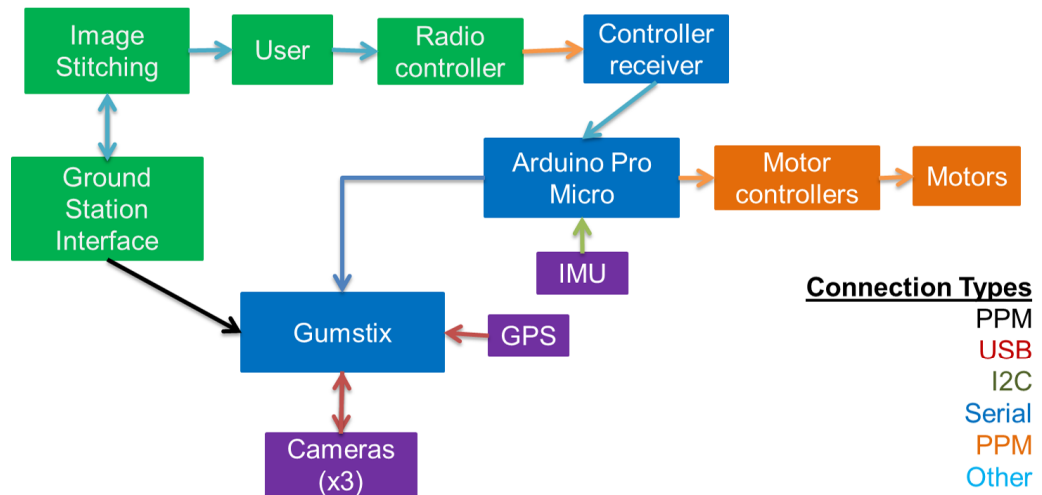 Image
Stitching
User
Radio
controller
Controller
receiver
Ground
Station
Interface
Arduino Pro
Micro
Motor
controllers
Motors
IMU
Gumstix
GPS
Cameras
(x3)
Connection Types
PPM
USB
I2C
Serial
PPM
Other